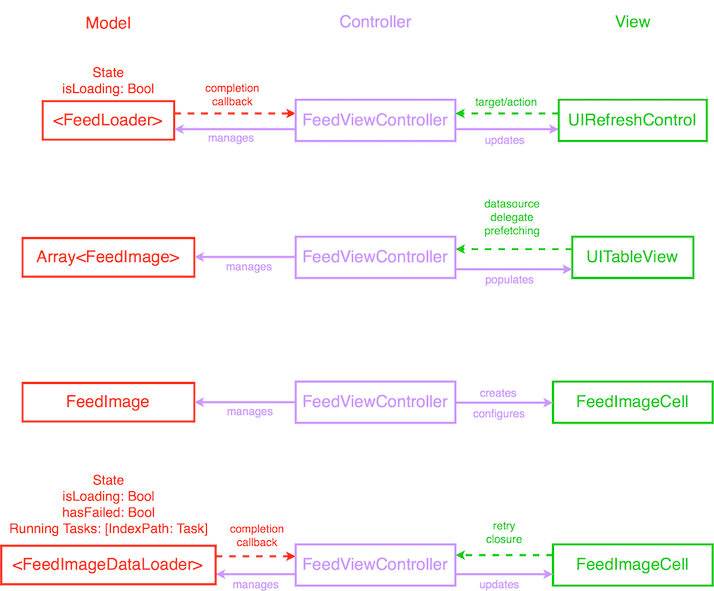 Model
Controller
View
State
isLoading: Bool
<FeedLoader>
completion
callback
manages
FeedViewController
target/action
updates
UIRefreshControl
Array<FeedImage>
manages
FeedViewController
datasource
delegate
prefetching
populates
UITableView
FeedImage
manages
FeedViewController
creates
configures
FeedImageCell
State
isLoading: Bool
hasFailed: Bool
Running Tasks: [IndexPath: Task]
<FeedImageDataLoader>
completion
callback
manages
FeedViewController
retry
closure
updates
FeedImageCell